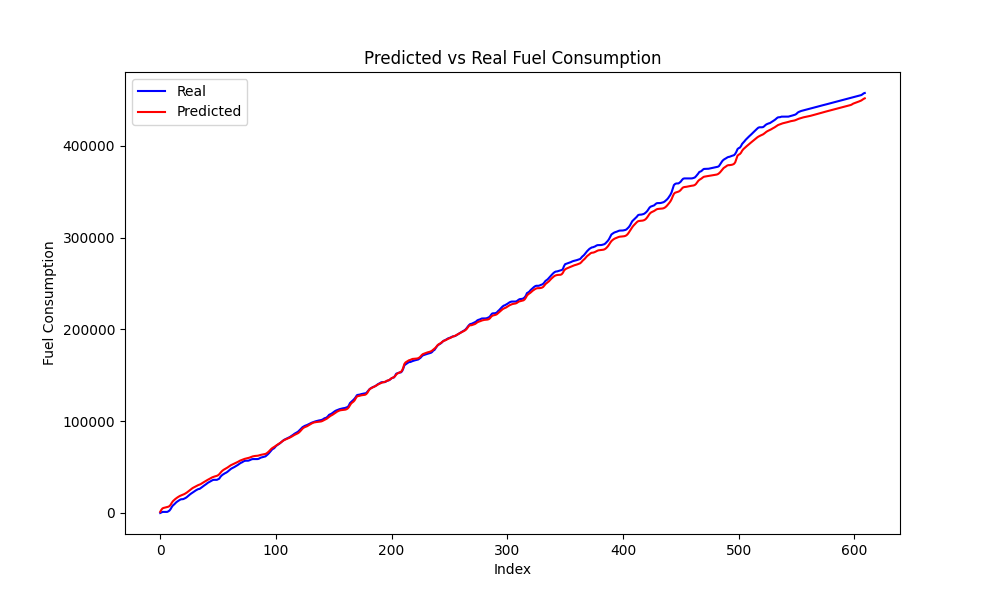 Predicted vs Real Fuel Consumption
Real
Predicted
Fuel Consumption
400000
300000
200000
100000
0
0 100 200 300 400 500 600
Index